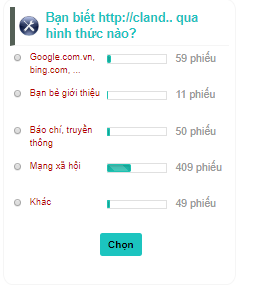 Bạn biết http://cland.. qua
hình thức nào?
Google.com.vn,
bing.com, ...
59 phiếu
Bạn bè giới thiệu
11 phiếu
Báo chí, truyền
thông
50 phiếu
Mạng xã hội
409 phiếu
Khác
49 phiếu
Chọn